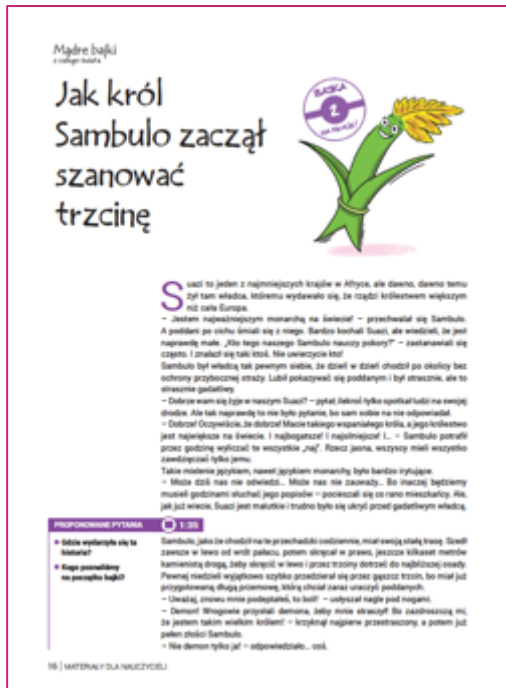 Mądre bajki
z całego świata
Jak król
Sambulo zaczął
szanować
trzcinę
BAJKA
2
Suazi to jeden z najmniejszych krajów w Afryce, ale dawno, dawno temu
żył tam władca, któremu wydawało się, że rządzi królestwem większym
niż cała Europa.
– Jestem najważniejszym monarchą na świecie! – przechwalał się Sambulo.
A poddani po cichu śmiali się z niego. Bardzo kochali Suazi, ale wiedzieli, że jest
naprawdę małe. „Kto tego naszego Sambulo nauczy pokory?” – zastanawiali się
często. I znalazł się taki ktoś. Nie uwierzycie kto!
Sambulo był władcą tak pewnym siebie, że dzień w dzień chodził po okolicy bez
ochrony przybocznej straży. Lubił pokazywać się poddanym i był strasznie, ale to
strasznie gadatliwy.
– Dobrze wam się żyje w naszym Suazi? – pytał, ilekroć tylko spotkał ludzi na swojej
drodze. Ale tak naprawdę to nie było pytanie, bo sam sobie na nie odpowiadał.
– Dobrze! Oczywiście, że dobrze! Macie takiego wspaniałego króla, a jego królestwo
jest największe na świecie. I najbogatsze! I najsilniejsze! I... – Sambulo potrafił
przez godzinę wyliczać te wszystkie „naj”. Rzecz jasna, wszyscy mieli wszystko
zawdzięczać tylko jemu.
Takie mielenie językiem, nawet językiem monarchy, było bardzo irytujące.
– Może dziś nas nie odwiedzi... Może nas nie zauważy... Bo inaczej będziemy
musieli godzinami słuchać jego popisów – pocieszali się co rano mieszkańcy. Ale,
jak już wiecie, Suazi jest malutkie i trudno było się ukryć przed gadatliwym władcą.
PROPONOWANE PYTANIA
1:35
Gdzie wydarzyła się ta
historia?
Kogo poznaliśmy
na początku bajki?
Sambulo, jako że chodził na te przechadzki codziennie, miał swoją stałą trasę. Szedł
zawsze w lewo od wrót pałacu, potem skręcał w prawo, jeszcze kilkaset metrów
kamienistą drogą, żeby skręcić w lewo i przez trzciny dotrzeć do najbliższej osady.
Pewnej niedzieli wyjątkowo szybko przedzierał się przez gąszcz trzcin, bo miał już
przygotowaną długą przemowę, którą chciał zaraz uraczyć poddanych.
– Uważaj, znowu mnie podeptałeś, to boli! – usłyszał nagle pod nogami.
– Demon! Wrogowie przysłali demona, żeby mnie straszył! Bo zazdroszczą mi,
że jestem takim wielkim królem! – krzyknął najpierw przestraszony, a potem już
pełen złości Sambulo.
– Nie demon tylko ja! – odpowiedziało... coś.
16 | MATERIAŁY DLA NAUCZYCIELI